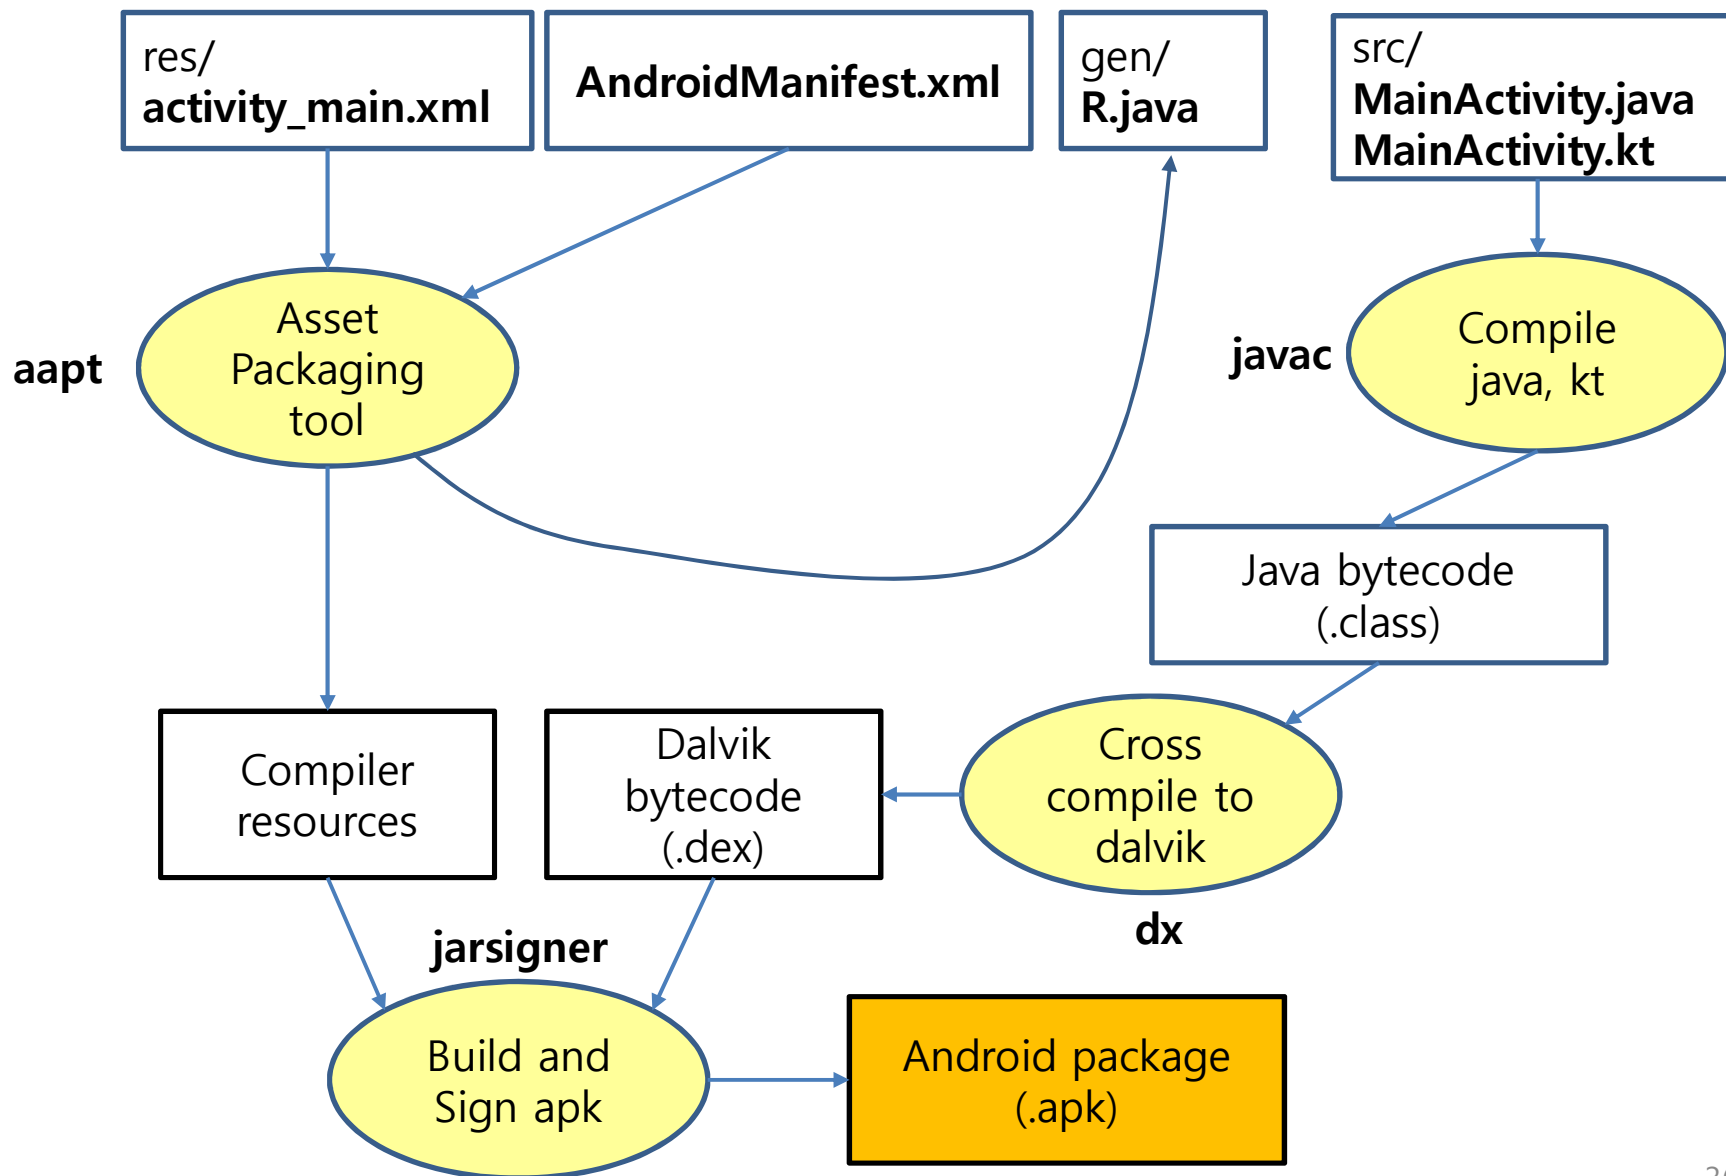 res/
activity_main.xml
AndroidManifest.xml
gen/
R.java
src/
MainActivity.java
MainActivity.kt
aapt
Asset
Packaging
tool
javac
Compile
java, kt
Java bytecode
(.class)
Compiler
resources
Dalvik
bytecode
(.dex)
Cross
compile to
dalvik
dx
jarsigner
Build and
Sign apk
Android package
(.apk)